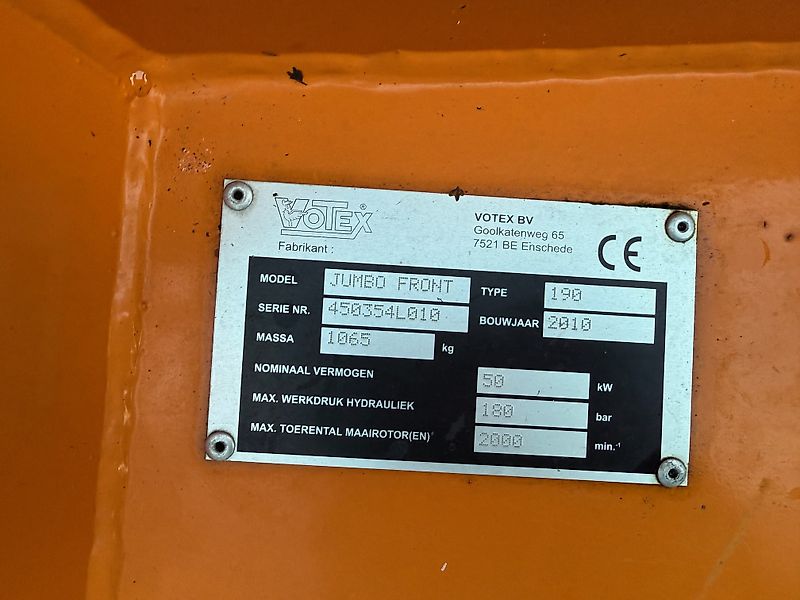 VOTEX®
Fabrikant :
VOTEX BV
Goolkatenweg 65
7521 BE Enschede
CE
MODEL JUMBO FRONT TYPE 190
SERIE NR. 450354L010 BOUWJAAR 2010
MASSA 1065 kg
NOMINAAL VERMOGEN 50 kW
MAX. WERKDRUK HYDRAULIEK 180 bar
MAX. TOERENTAL MAAIROTOR(EN) 2000 min.⁻¹